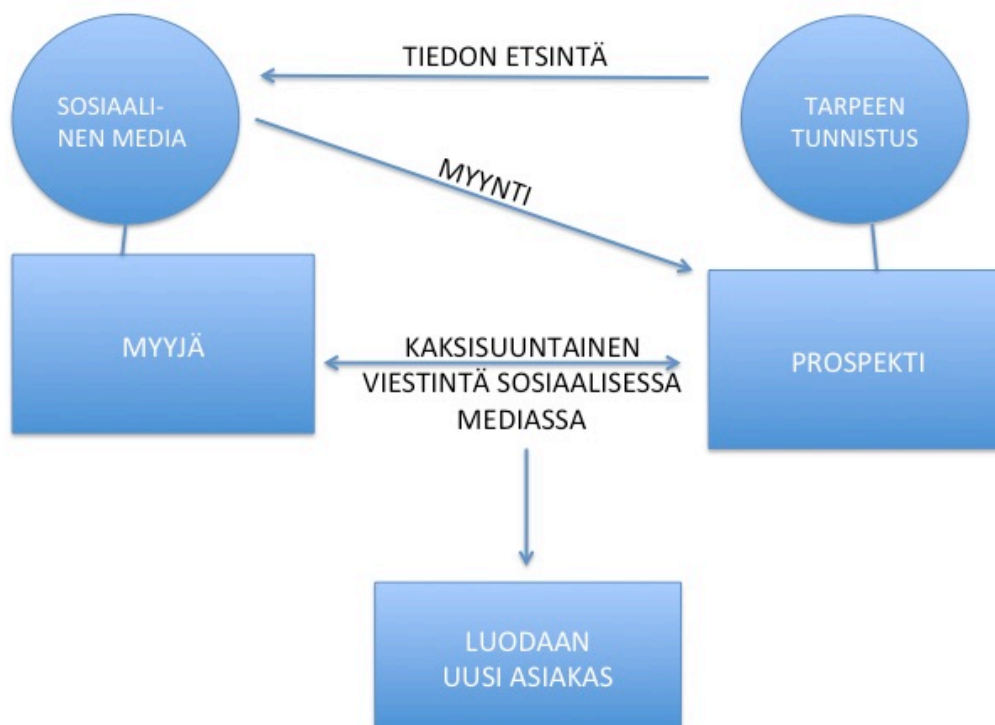 TIEDON ETSINTÄ
SOSIAALI-
NEN MEDIA
TARPEEN
TUNNISTUS
MYYNTI
MYYJÄ
KAKSISUUNTAINEN
VIESTINTÄ SOSIAALISESSA
MEDIASSA
PROSPEKTI
LUODAAN
UUSI ASIAKAS